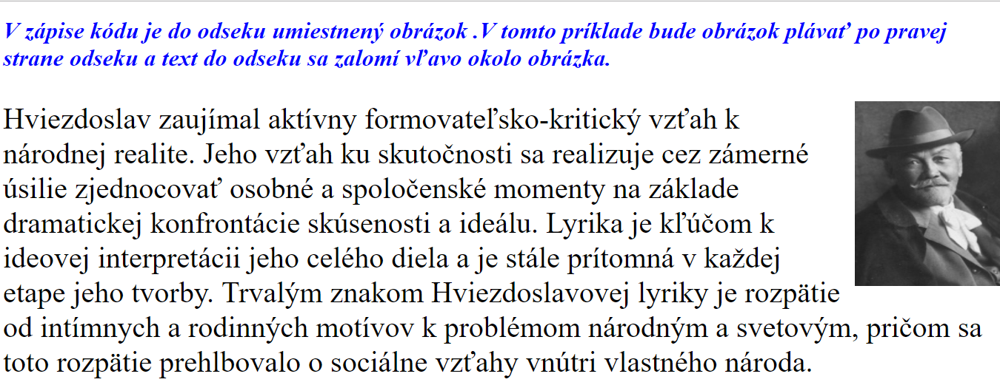 V zápise kódu je do odseku umiestnený obrázok .V tomto príklade bude obrázok plávať po pravej
strane odseku a text do odseku sa zalomí vľavo okolo obrázka.
Hviezdoslav zaujímal aktívny formovateľsko-kritický vzťah k
národnej realite. Jeho vzťah ku skutočnosti sa realizuje cez zámerné
úsilie zjednocovať osobné a spoločenské momenty na základe
dramatickej konfrontácie skúsenosti a ideálu. Lyrika je kľúčom k
ideovej interpretácii jeho celého diela a je stále prítomná v každej
etape jeho tvorby. Trvalým znakom Hviezdoslavovej lyriky je rozpätie
od intímnych a rodinných motívov k problémom národným a svetovým, pričom sa
toto rozpätie prehlbovalo o sociálne vzťahy vnútri vlastného národa.